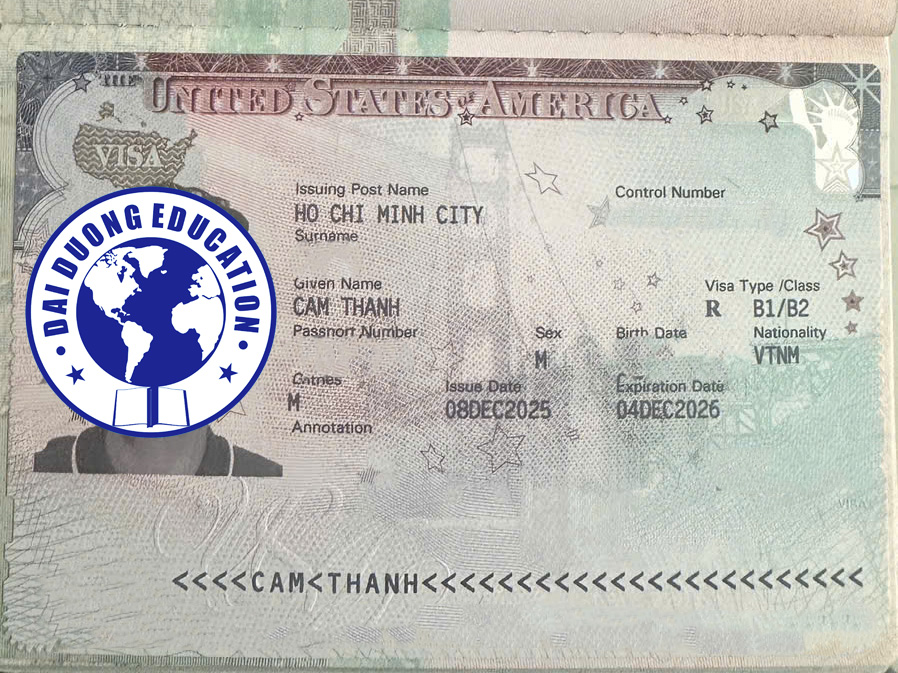 THE UNITED STATES OF AMERICA
VISA
Issuing Post Name
Control Number
HO CHI MINH CITY
Surname
Given Name
Visa Type /Class
CAM THANH
R B1/B2
Passport Number
Sex
Birth Date
Nationality
M
VTNM
Entries
Issue Date
Expiration Date
M
08DEC2025
04DEC2026
Annotation
DAI DUONG EDUCATION
<<<<CAM<THANH<<<<<<<<<<<<<<<<<<<<<<<<<<